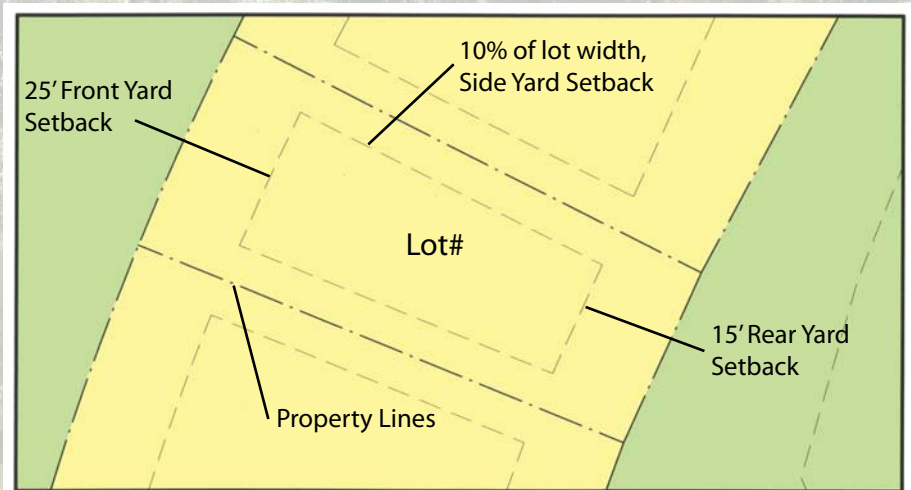 10% of lot width,
Side Yard Setback
25’ Front Yard
Setback
Lot#
15’ Rear Yard
Setback
Property Lines